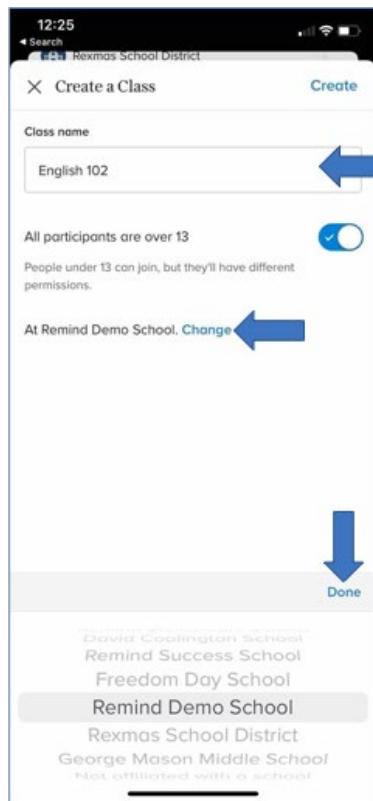 12:25
Search
Rexmas School District
Create a Class
Create
Class name
English 102
All participants are over 13
People under 13 can join, but they'll have different
permissions.
At Remind Demo School. Change
Done
David Coolington School
Remind Success School
Freedom Day School
Remind Demo School
Rexmas School District
George Mason Middle School
Not affiliated with a school